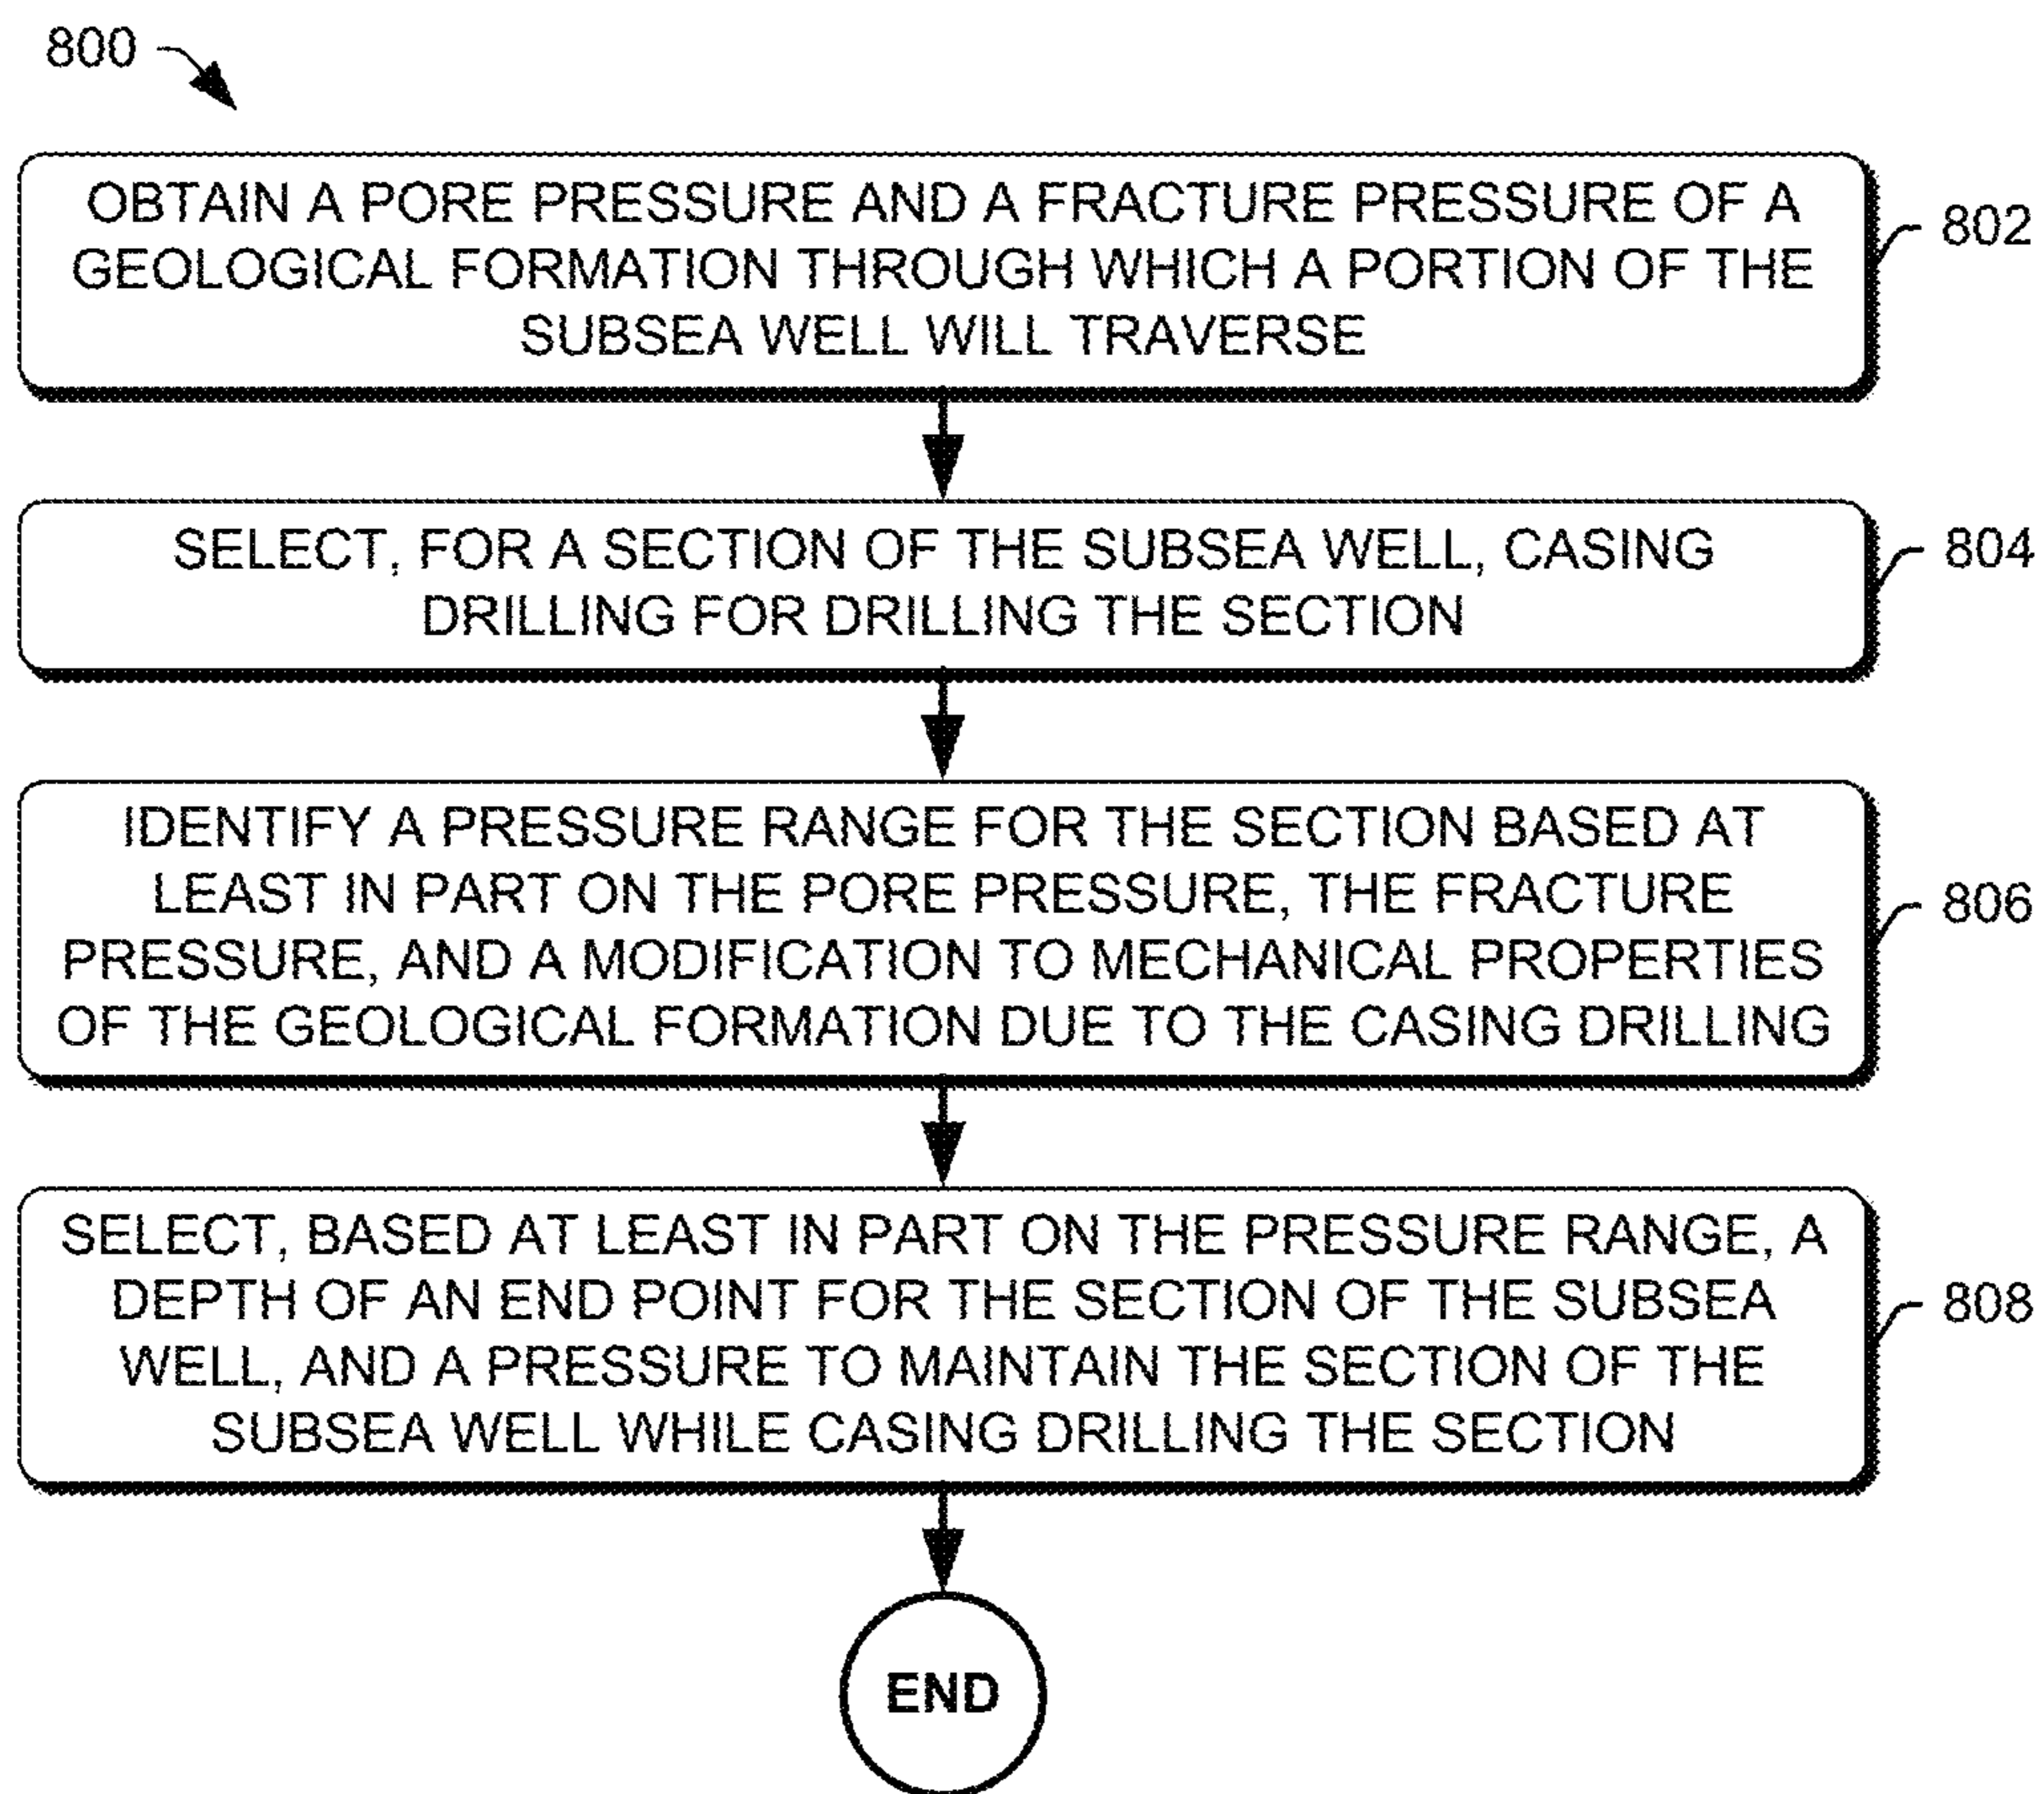 800
OBTAIN A PORE PRESSURE AND A FRACTURE PRESSURE OF A
GEOLOGICAL FORMATION THROUGH WHICH A PORTION OF THE
SUBSEA WELL WILL TRAVERSE
802
SELECT, FOR A SECTION OF THE SUBSEA WELL, CASING
DRILLING FOR DRILLING THE SECTION
804
IDENTIFY A PRESSURE RANGE FOR THE SECTION BASED AT
LEAST IN PART ON THE PORE PRESSURE, THE FRACTURE
PRESSURE, AND A MODIFICATION TO MECHANICAL PROPERTIES
OF THE GEOLOGICAL FORMATION DUE TO THE CASING DRILLING
806
SELECT, BASED AT LEAST IN PART ON THE PRESSURE RANGE, A
DEPTH OF AN END POINT FOR THE SECTION OF THE SUBSEA
WELL, AND A PRESSURE TO MAINTAIN THE SECTION OF THE
SUBSEA WELL WHILE CASING DRILLING THE SECTION
808
END